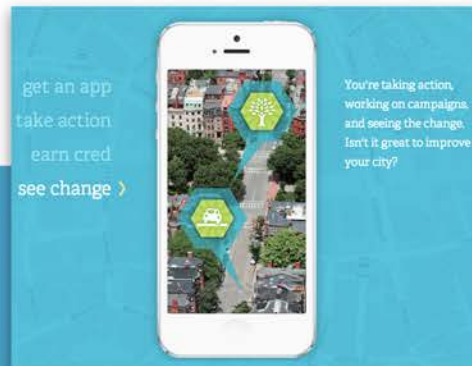 get an app
take action
earn cred
see change ❯
You're taking action,
working on campaigns,
and seeing the change.
Isn't it great to improve
your city?